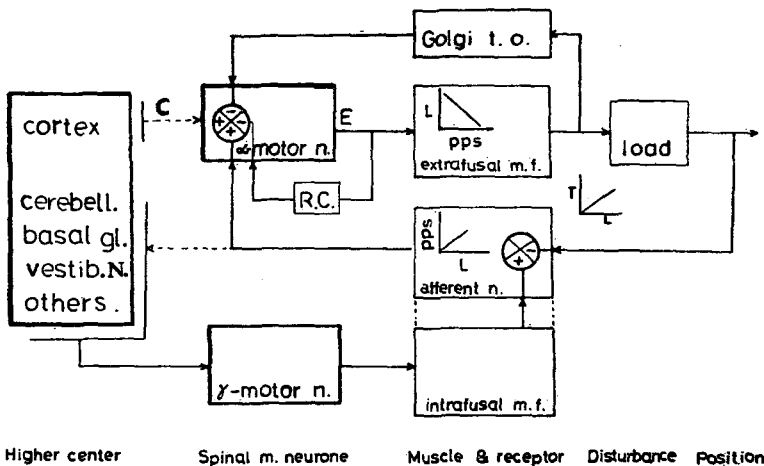 Golgi t. o.
cortex
cerebell.
basal gl.
vestib. N.
others .
C
+ - + -
α-motor n.
E
R.C.
L
pps
extrafusal m.f.
load
T
L
pps
L
- +
afferent n.
γ-motor n.
intrafusal m.f.
Higher center
Spinal m. neurone
Muscle & receptor
Disturbance
Position